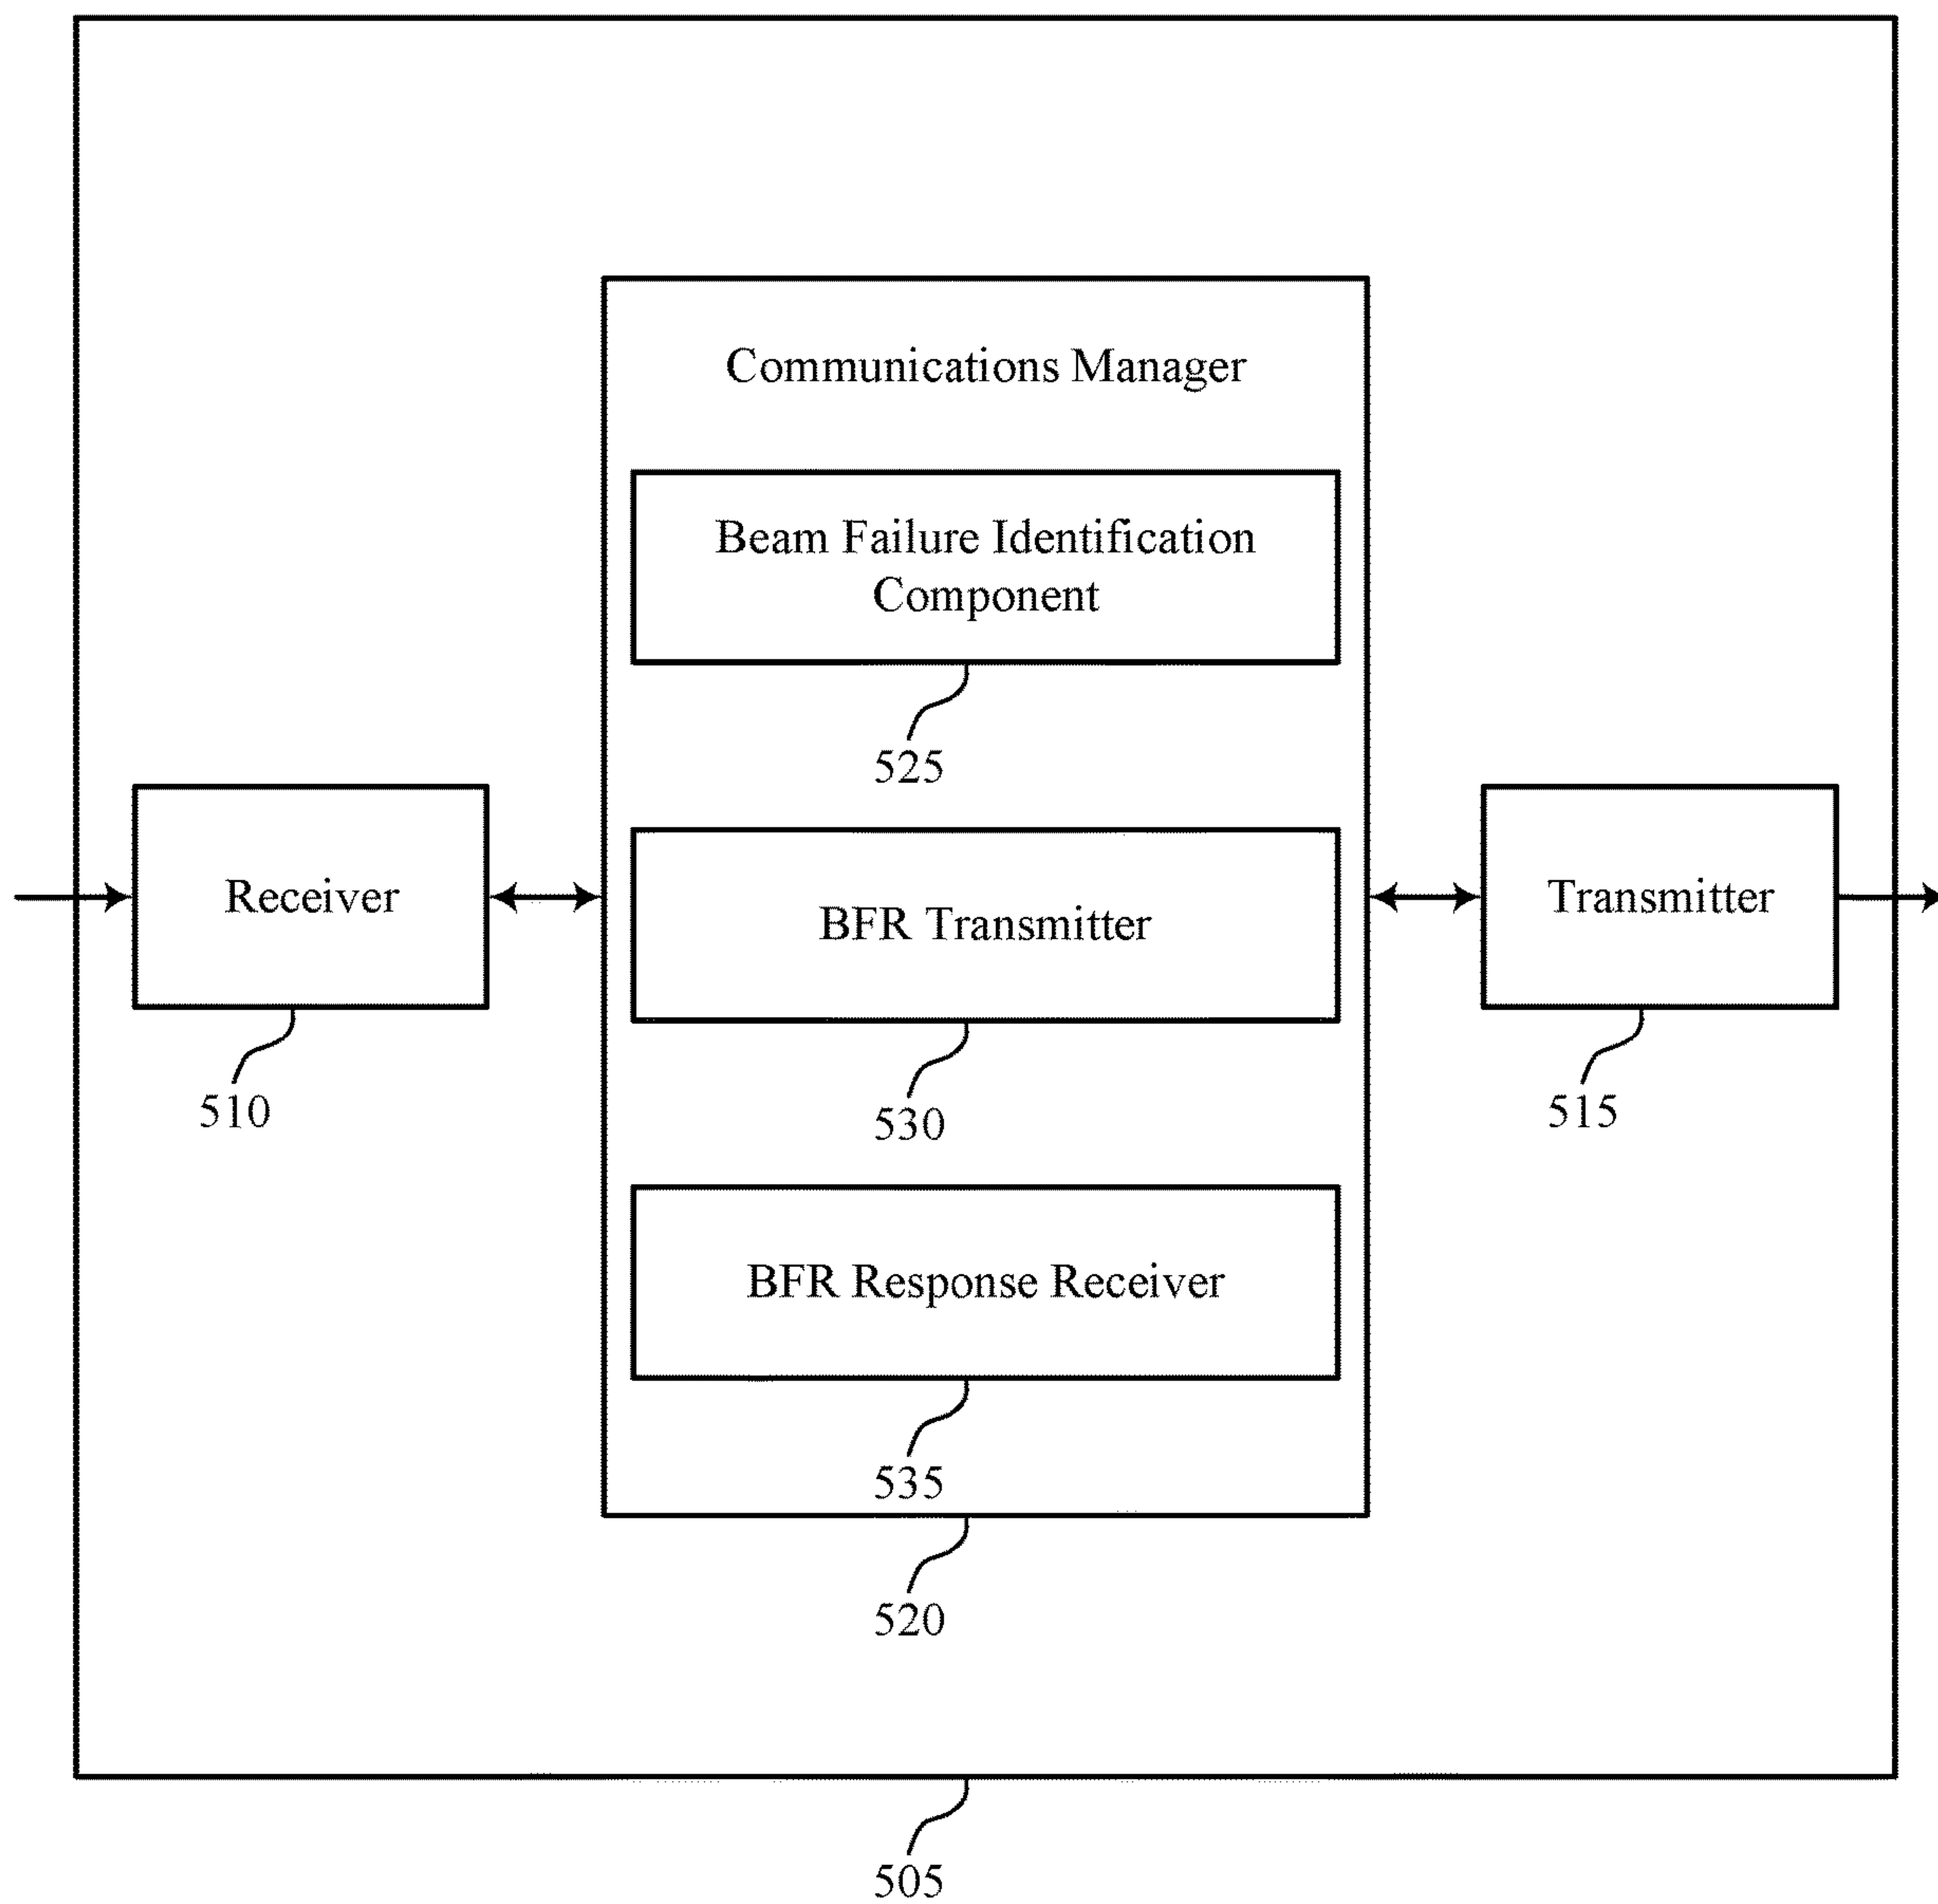 Communications Manager
Beam Failure Identification
Component
525
Receiver
510
BFR Transmitter
530
Transmitter
515
BFR Response Receiver
535
520
505